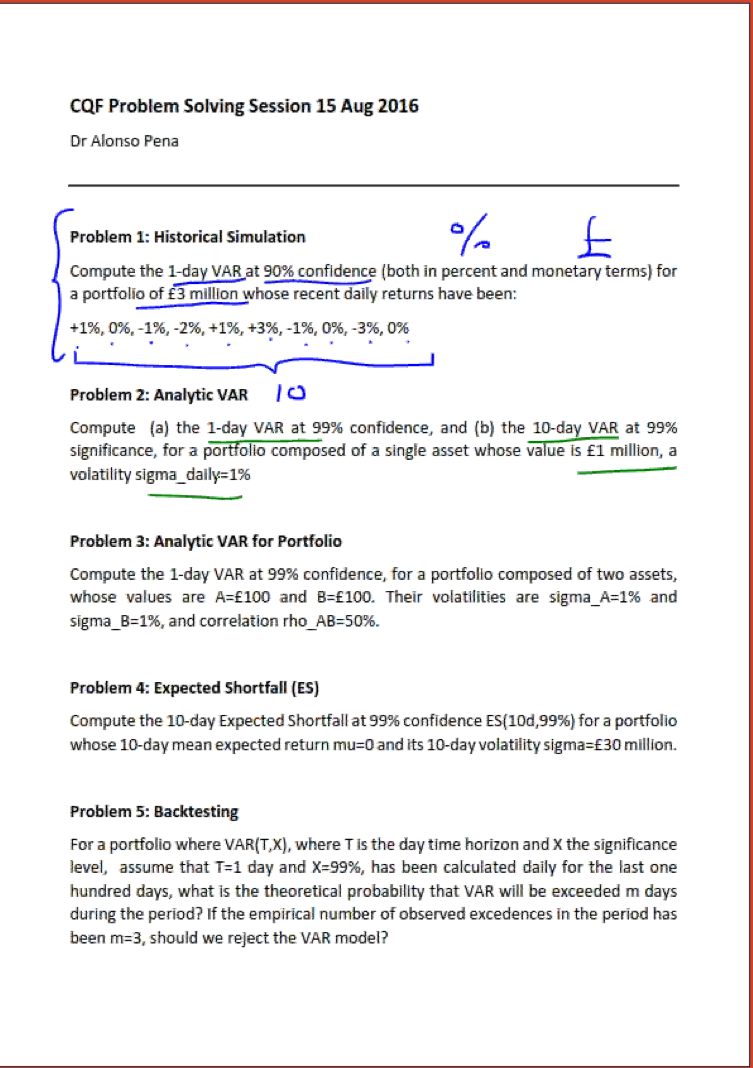 CQF Problem Solving Session 15 Aug 2016
Dr Alonso Pena
% £
Problem 1: Historical Simulation
Compute the 1-day VAR at 90% confidence (both in percent and monetary terms) for
a portfolio of £3 million whose recent daily returns have been:
+1%, 0%, -1%, -2%, +1%, +3%, -1%, 0%, -3%, 0%
Problem 2: Analytic VAR 10
Compute (a) the 1-day VAR at 99% confidence, and (b) the 10-day VAR at 99%
significance, for a portfolio composed of a single asset whose value is £1 million, a
volatility sigma_daily=1%
Problem 3: Analytic VAR for Portfolio
Compute the 1-day VAR at 99% confidence, for a portfolio composed of two assets,
whose values are A=£100 and B=£100. Their volatilities are sigma_A=1% and
sigma_B=1%, and correlation rho_AB=50%.
Problem 4: Expected Shortfall (ES)
Compute the 10-day Expected Shortfall at 99% confidence ES(10d,99%) for a portfolio
whose 10-day mean expected return mu=0 and its 10-day volatility sigma=£30 million.
Problem 5: Backtesting
For a portfolio where VAR(T,X), where T is the day time horizon and X the significance
level, assume that T=1 day and X=99%, has been calculated daily for the last one
hundred days, what is the theoretical probability that VAR will be exceeded m days
during the period? If the empirical number of observed excedences in the period has
been m=3, should we reject the VAR model?